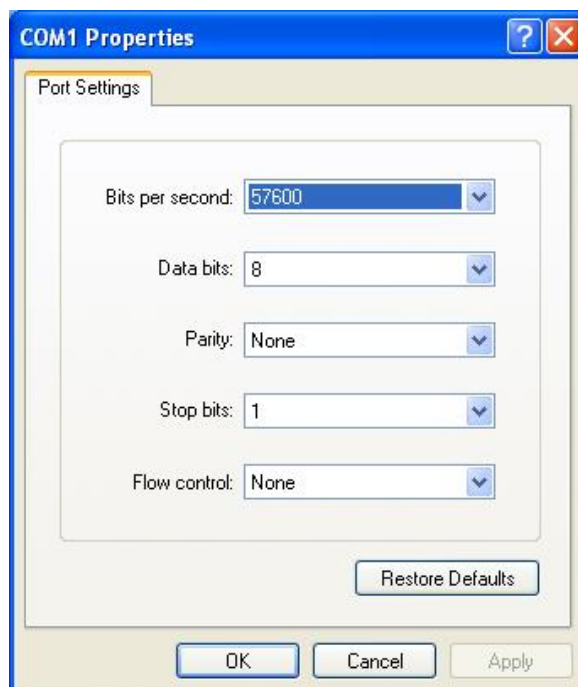 COM1 Properties
Port Settings
Bits per second: 57600
Data bits: 8
Parity: None
Stop bits: 1
Flow control: None
Restore Defaults
OK Cancel Apply